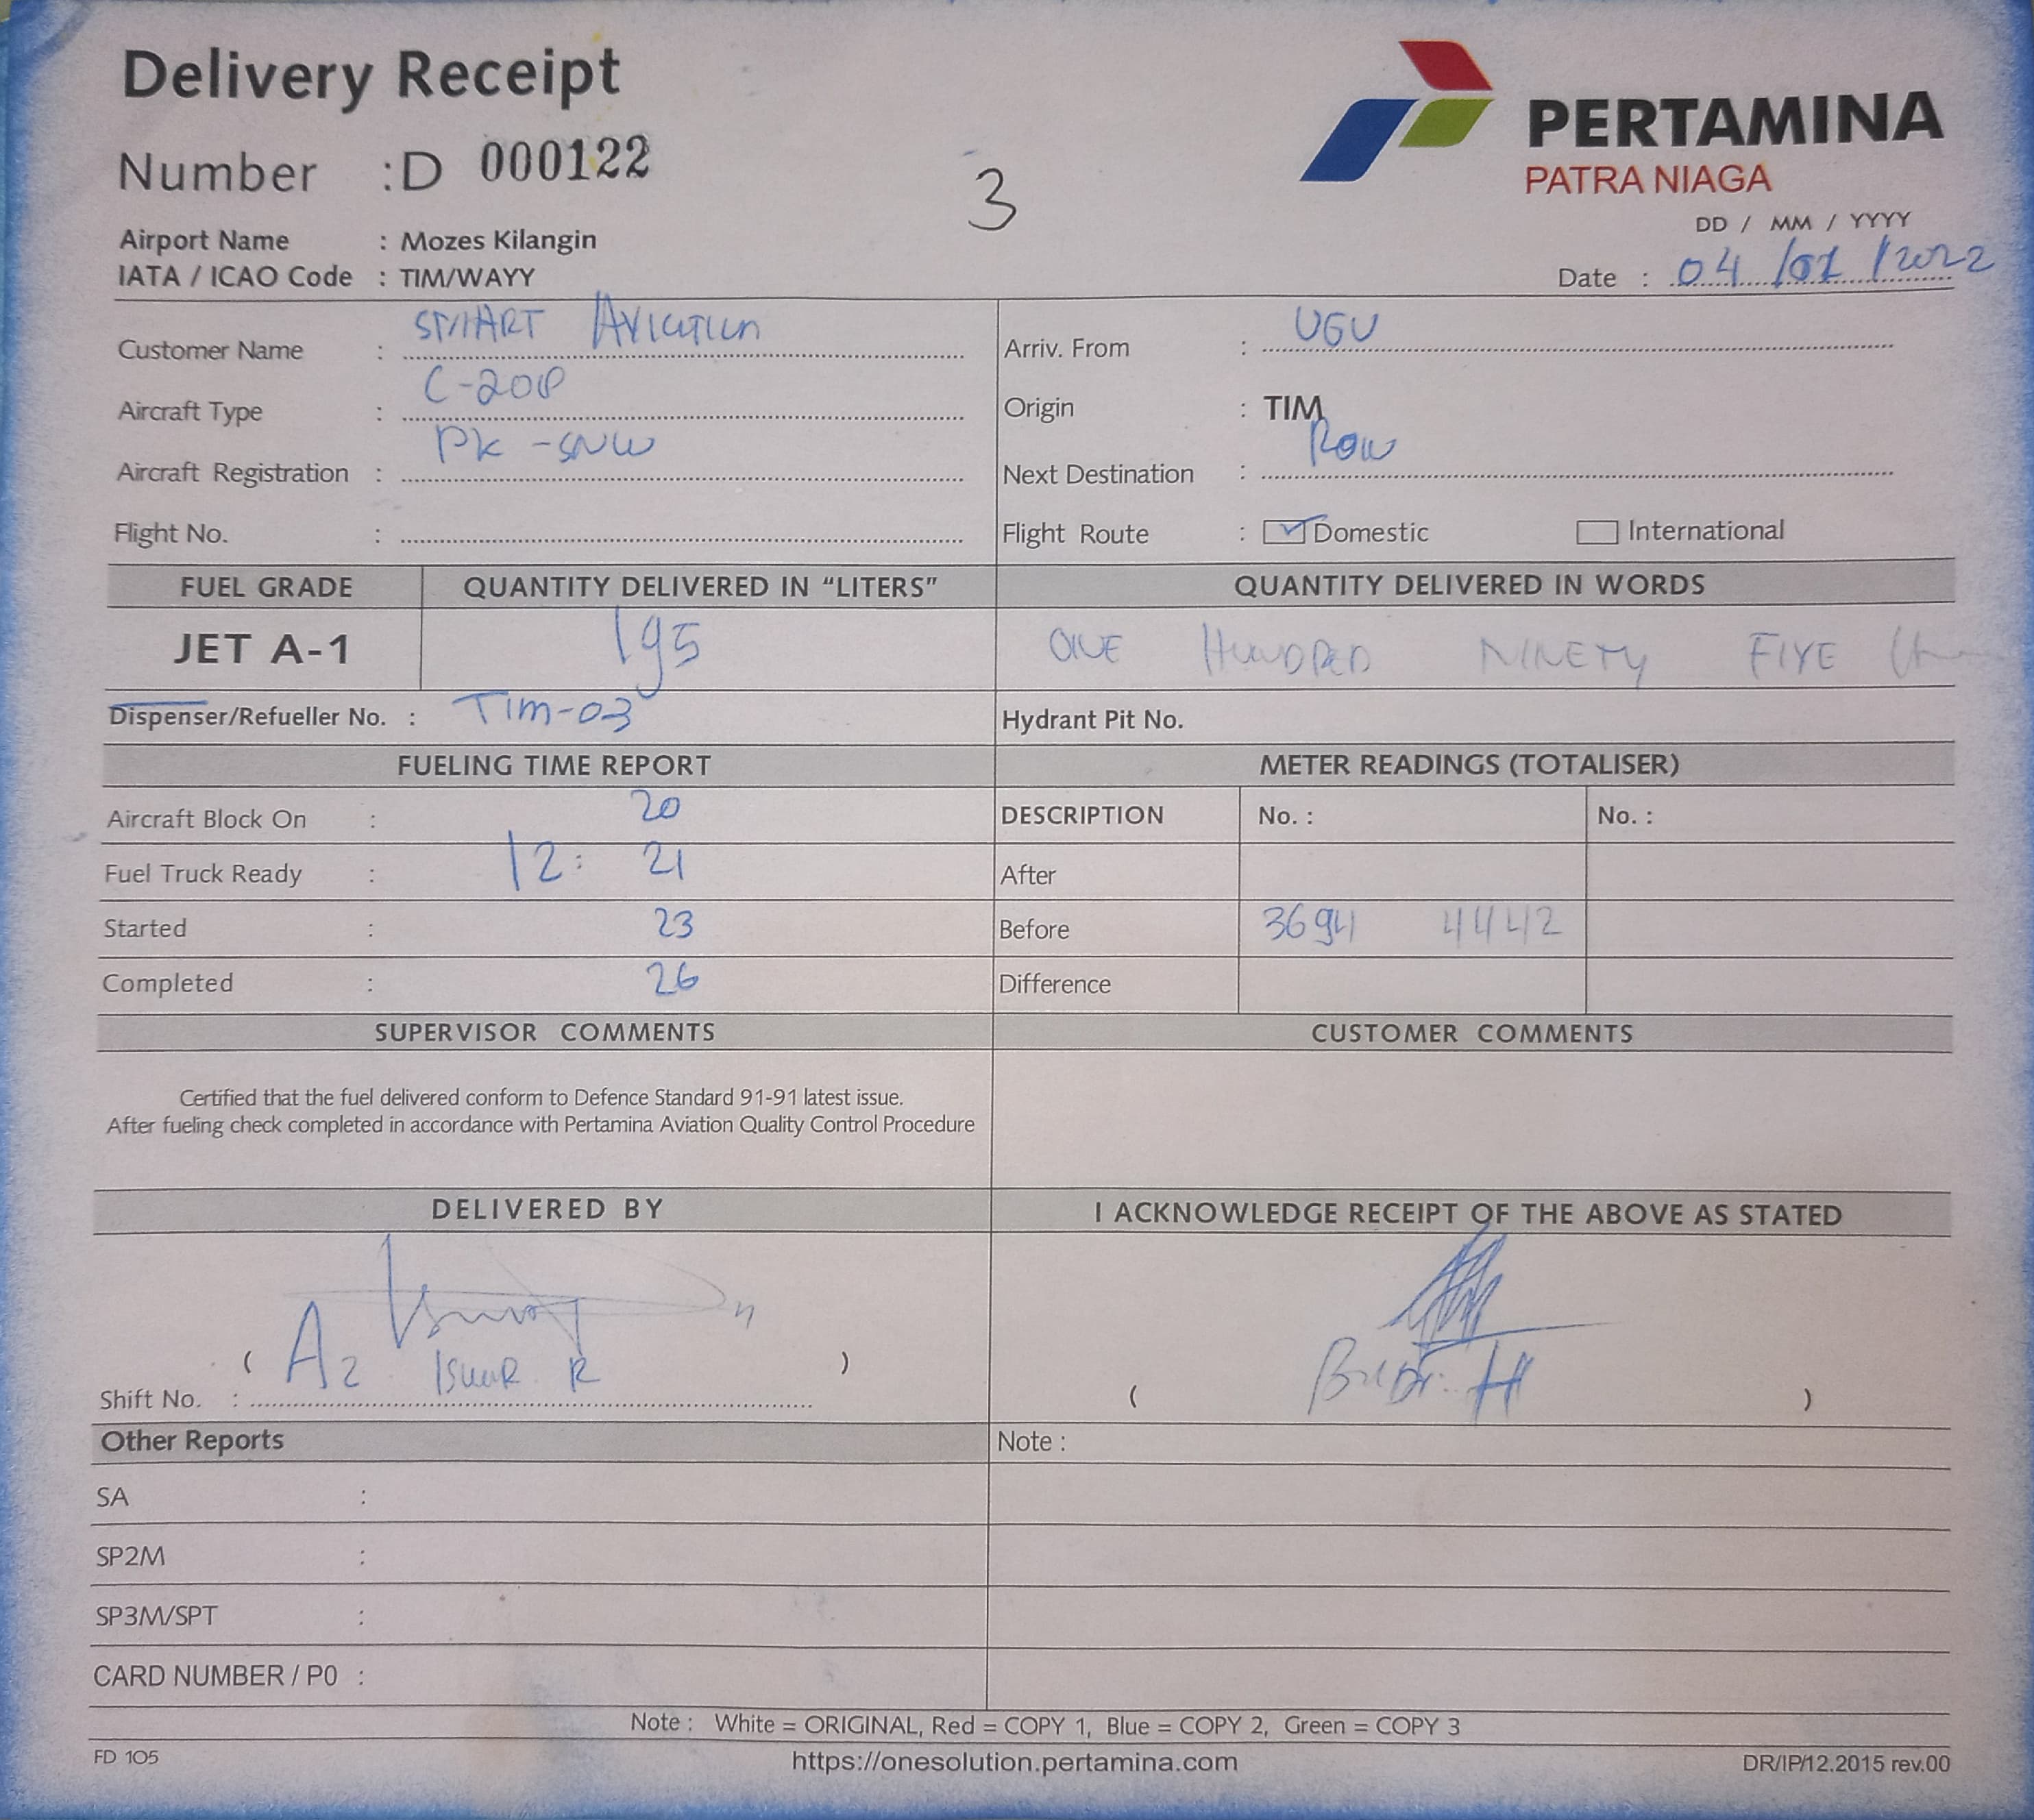 Delivery Receipt
PERTAMINA
PATRA NIAGA
Number : D 000122
3
Airport Name : Mozes Kilangin
DD / MM / YYYY
IATA / ICAO Code : TIM/WAYY
Date : 04 /01 /2022
Customer Name : SMART AViation
Arriv. From : UGU
Aircraft Type : C-208
Origin : TIM
Aircraft Registration : PK -SNW
Next Destination :
Flight No. :
Flight Route : Domestic International
FUEL GRADE QUANTITY DELIVERED IN “LITERS” QUANTITY DELIVERED IN WORDS
JET A-1 195 ONE HUNDRED NINETY FIVE
Dispenser/Refueller No. : TIM-03
Hydrant Pit No.
FUELING TIME REPORT METER READINGS (TOTALISER)
Aircraft Block On : 20
DESCRIPTION No. : No. :
Fuel Truck Ready : 12: 21
After
Started : 23
Before 3694 4442
Completed : 26
Difference
SUPERVISOR COMMENTS CUSTOMER COMMENTS
Certified that the fuel delivered conform to Defence Standard 91-91 latest issue.
After fueling check completed in accordance with Pertamina Aviation Quality Control Procedure
DELIVERED BY I ACKNOWLEDGE RECEIPT OF THE ABOVE AS STATED
( A2 R )
Shift No. :
( Budi. H )
Other Reports Note :
SA :
SP2M :
SP3M/SPT :
CARD NUMBER / P0 :
Note : White = ORIGINAL, Red = COPY 1, Blue = COPY 2, Green = COPY 3
FD 105 https://onesolution.pertamina.com DR/IP/12.2015 rev.00